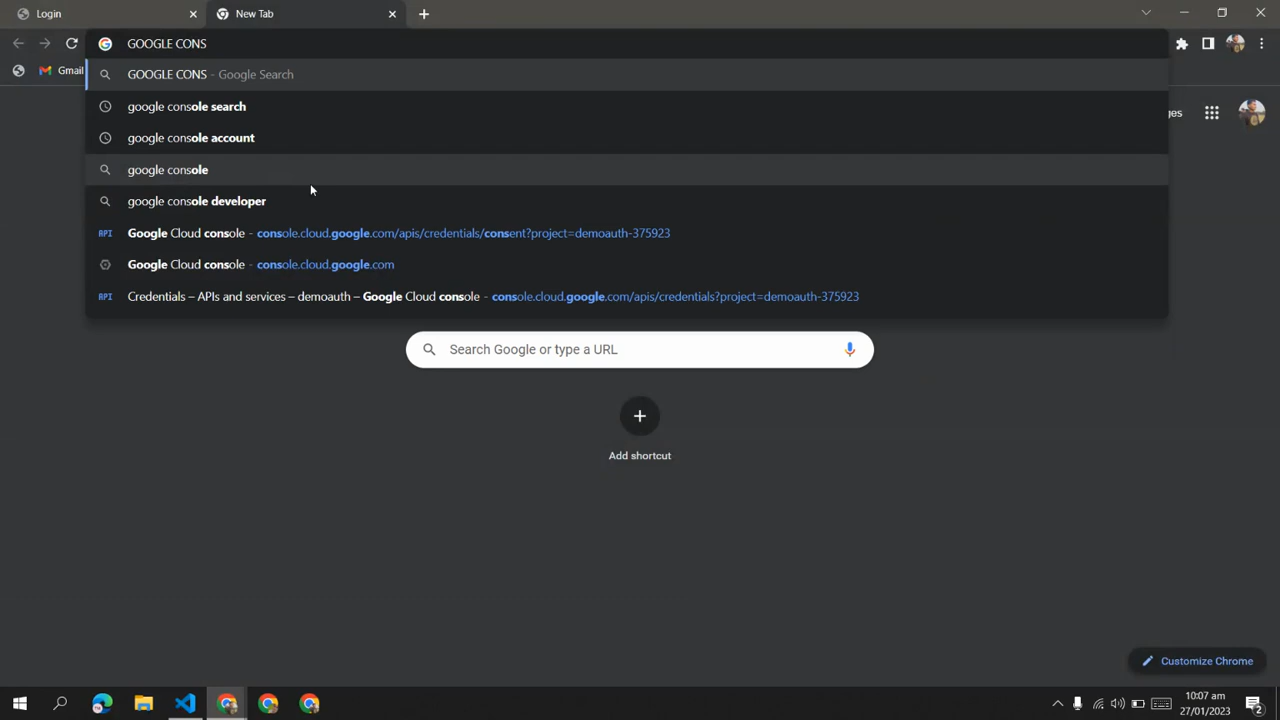 Login
New Tab
GOOGLE CONS
Gmail
GOOGLE CONS - Google Search
google console search
google console account
google console
google console developer
API Google Cloud console - console.cloud.google.com/apis/credentials/consent?project=demoauth-375923
Google Cloud console - console.cloud.google.com
API Credentials – APIs and services – demoauth – Google Cloud console - console.cloud.google.com/apis/credentials?project=demoauth-375923
Search Google or type a URL
Add shortcut
Customize Chrome
10:07 am
27/01/2023
2